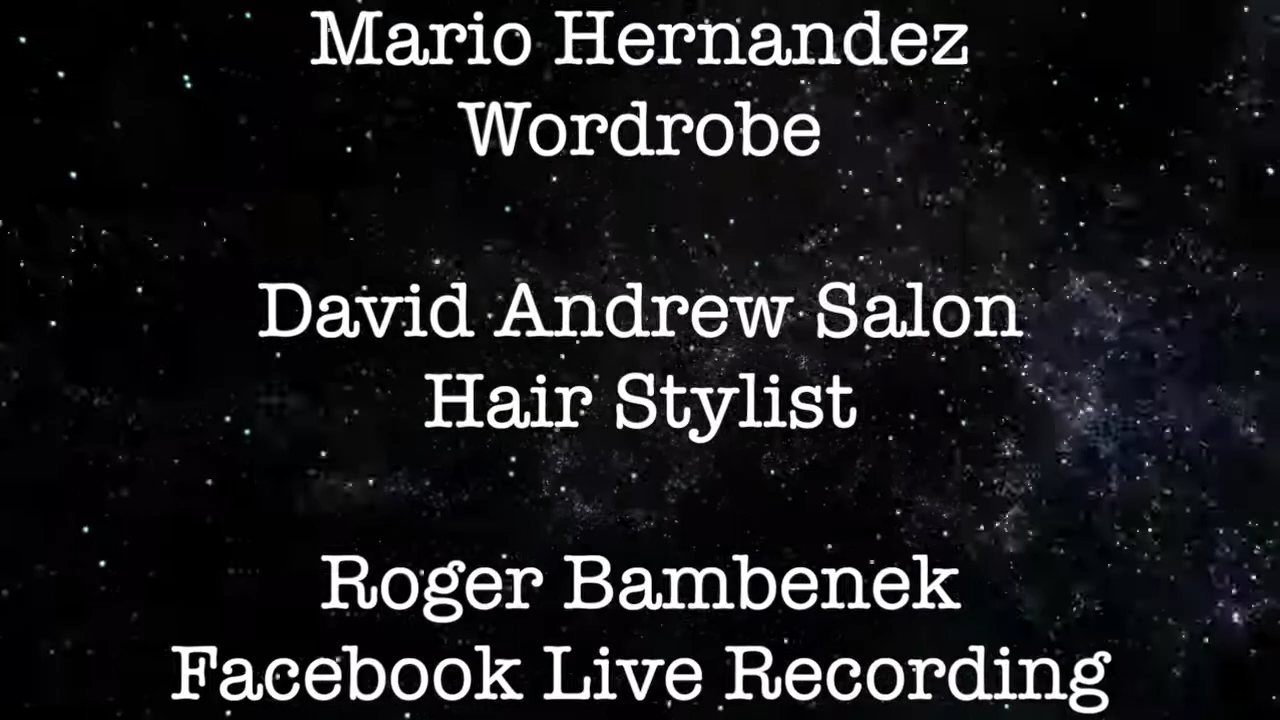 Mario Hernandez
Wordrobe
David Andrew Salon
Hair Stylist
Roger Bambenek
Facebook Live Recording